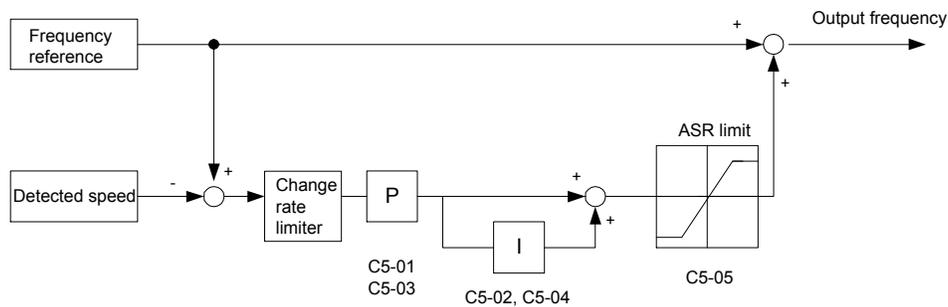 Output frequency
+
Frequency
reference
+
ASR limit
Detected speed
-
+
Change
rate
limiter
P
+
+
I
C5-01
C5-03
C5-02, C5-04
C5-05